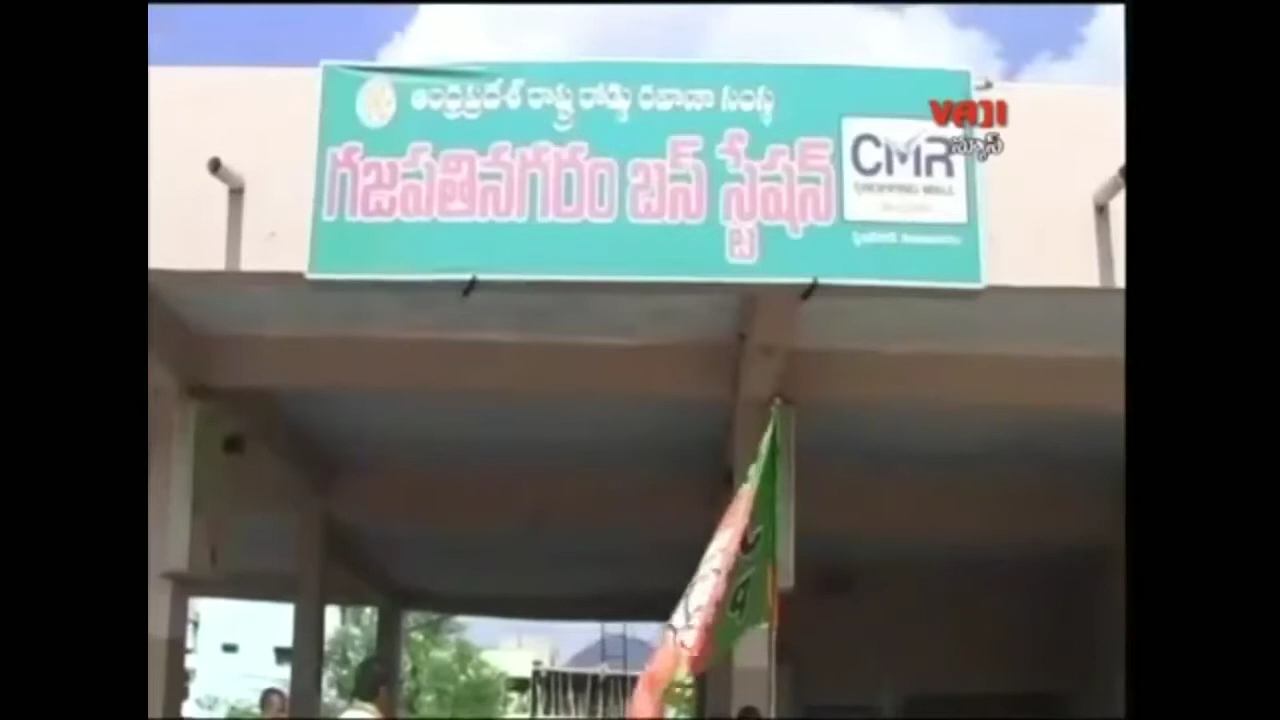 ఆంధ్రప్రదేశ్ రాష్ట్ర రోడ్డు రవాణా సంస్థ
గజపతినగరం బస్ స్టేషన్
CMR
SHOPPING MALL
VAJI
న్యూస్